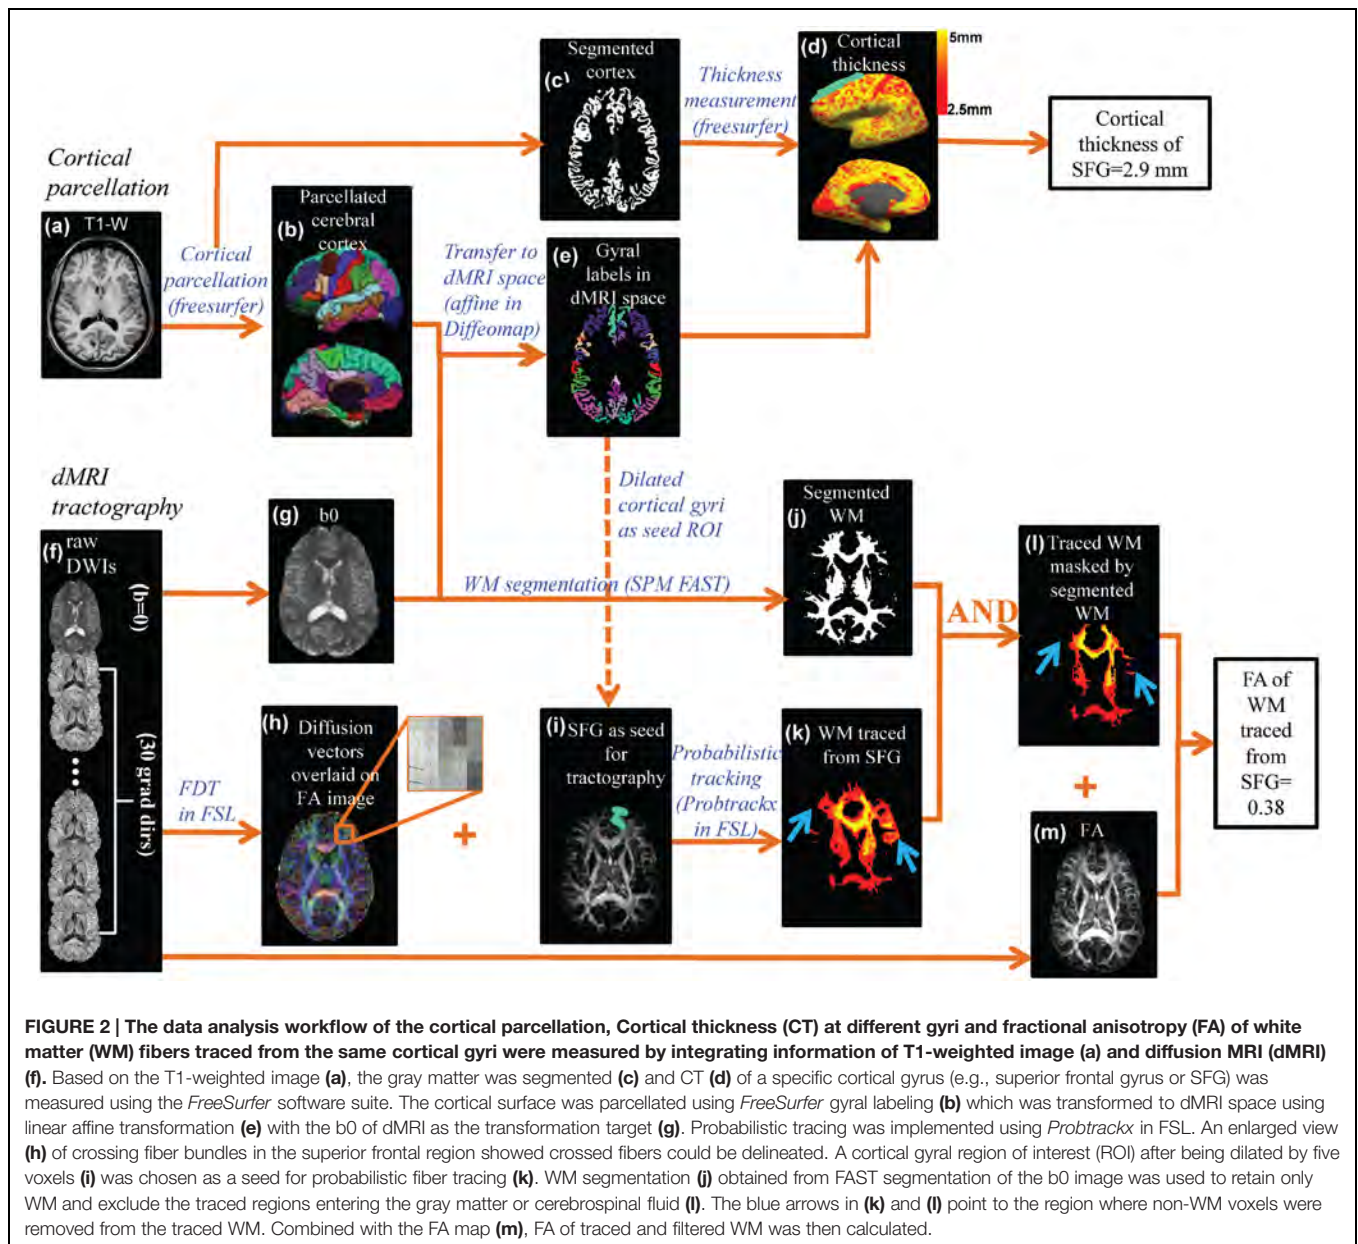 (c)
Segmented
cortex
Thickness
measurement
(freesurfer)
(d)
Cortical
thickness
5mm
2.5mm
Cortical
thickness of
SFG=2.9 mm
Cortical
parcellation
(a) T1-W
Cortical
parcellation
(freesurfer)
(b)
Parcellated
cerebral
cortex
Transfer to
dMRI space
(affine in
Diffeomap)
(e)
Gyral
labels in
dMRI space
dMRI
tractography
(f) raw
DWIs
(b=0)
(30 grad dirs)
(g) b0
Dilated
cortical gyri
as seed ROI
WM segmentation (SPM FAST)
Segmented
(j) WM
AND
(l) Traced WM
masked by
segmented
WM
FDT
in FSL
(h) Diffusion
vectors
overlaid on
FA image
+
(i) SFG as seed
for
tractography
Probabilistic
tracking
(Probtrackx
in FSL)
(k) WM traced
from SFG
+
(m) FA
FA of
WM
traced
from
SFG=
0.38
FIGURE 2 | The data analysis workflow of the cortical parcellation, Cortical thickness (CT) at different gyri and fractional anisotropy (FA) of white
matter (WM) fibers traced from the same cortical gyri were measured by integrating information of T1-weighted image (a) and diffusion MRI (dMRI)
(f). Based on the T1-weighted image (a), the gray matter was segmented (c) and CT (d) of a specific cortical gyrus (e.g., superior frontal gyrus or SFG) was
measured using the FreeSurfer software suite. The cortical surface was parcellated using FreeSurfer gyral labeling (b) which was transformed to dMRI space using
linear affine transformation (e) with the b0 of dMRI as the transformation target (g). Probabilistic tracing was implemented using Probtrackx in FSL. An enlarged view
(h) of crossing fiber bundles in the superior frontal region showed crossed fibers could be delineated. A cortical gyral region of interest (ROI) after being dilated by five
voxels (i) was chosen as a seed for probabilistic fiber tracing (k). WM segmentation (j) obtained from FAST segmentation of the b0 image was used to retain only
WM and exclude the traced regions entering the gray matter or cerebrospinal fluid (l). The blue arrows in (k) and (l) point to the region where non-WM voxels were
removed from the traced WM. Combined with the FA map (m), FA of traced and filtered WM was then calculated.